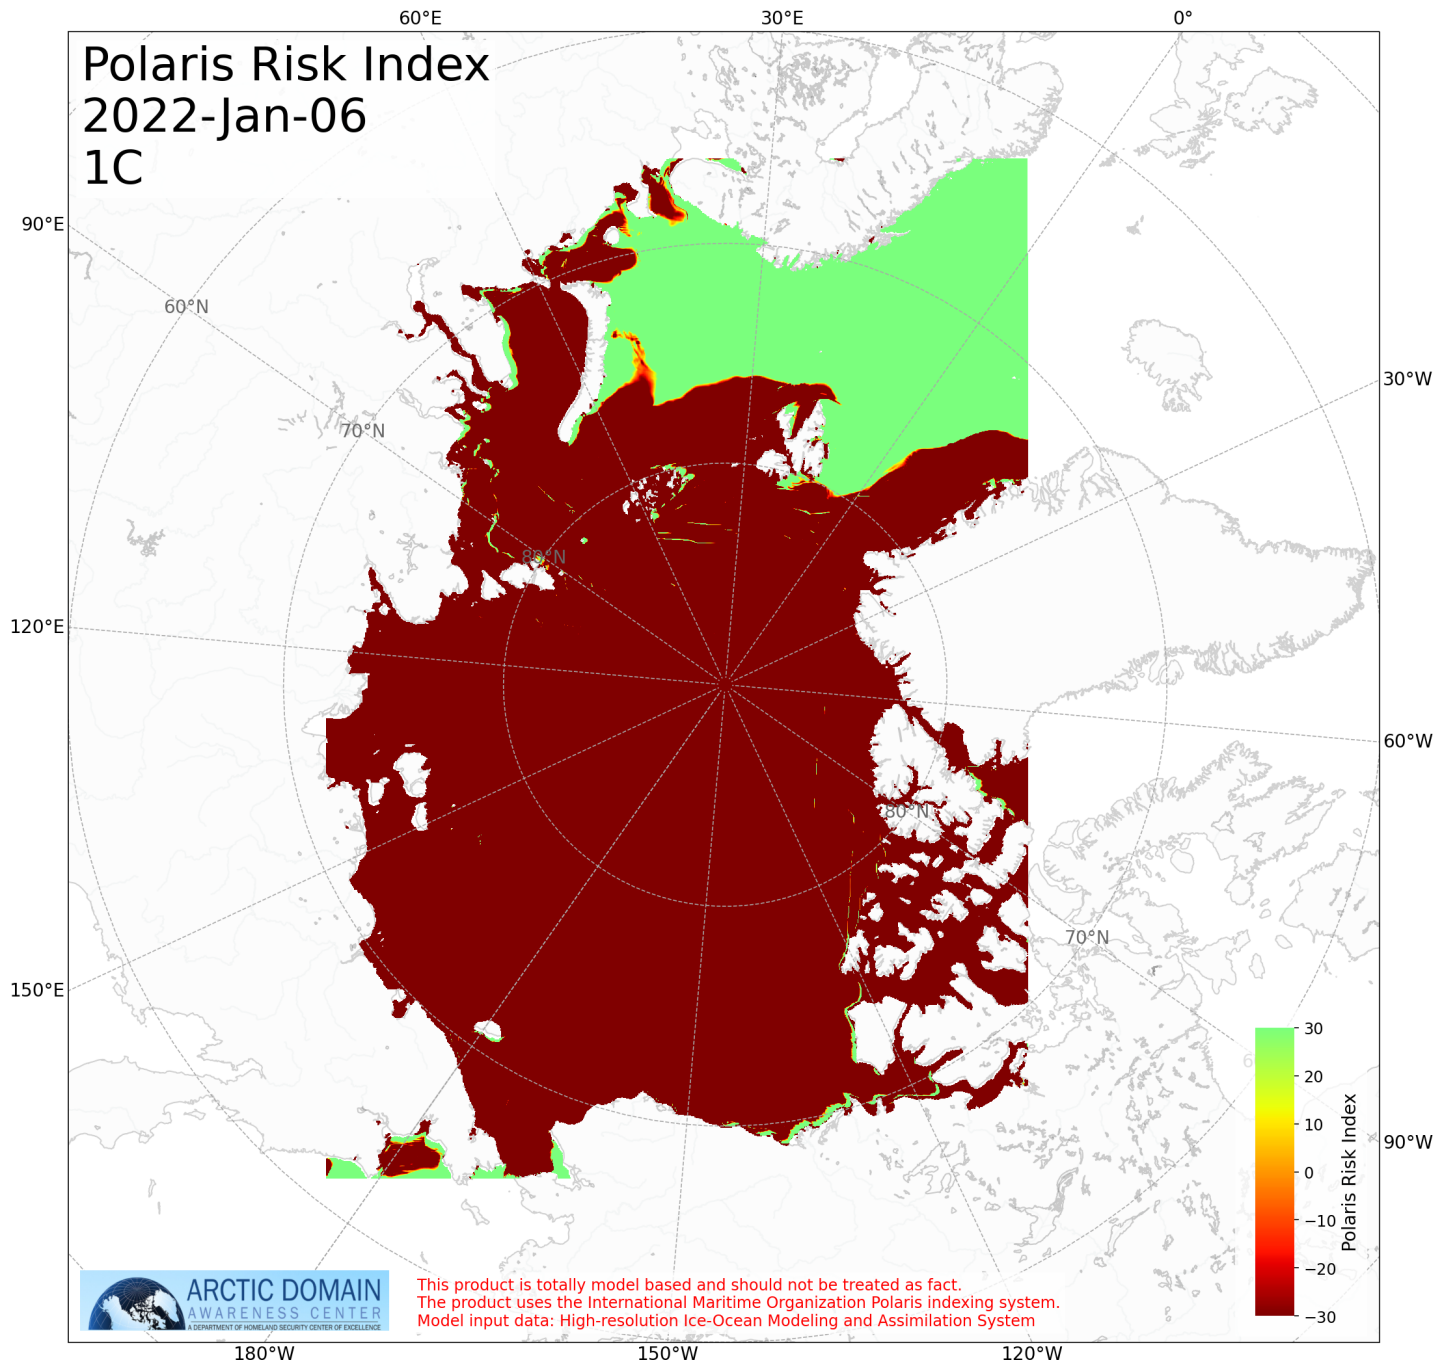 60°E 30°E 0°
Polaris Risk Index
2022-Jan-06
1C
90°E
60°N
30°W
70°N
80°N
120°E
60°W
80°N
70°N
150°E
30
20
10
0
−10
−20
−30
Polaris Risk Index
90°W
ARCTIC DOMAIN
AWARENESS CENTER
A DEPARTMENT OF HOMELAND SECURITY CENTER OF EXCELLENCE
This product is totally model based and should not be treated as fact.
The product uses the International Maritime Organization Polaris indexing system.
Model input data: High-resolution Ice-Ocean Modeling and Assimilation System
180°W 150°W 120°W